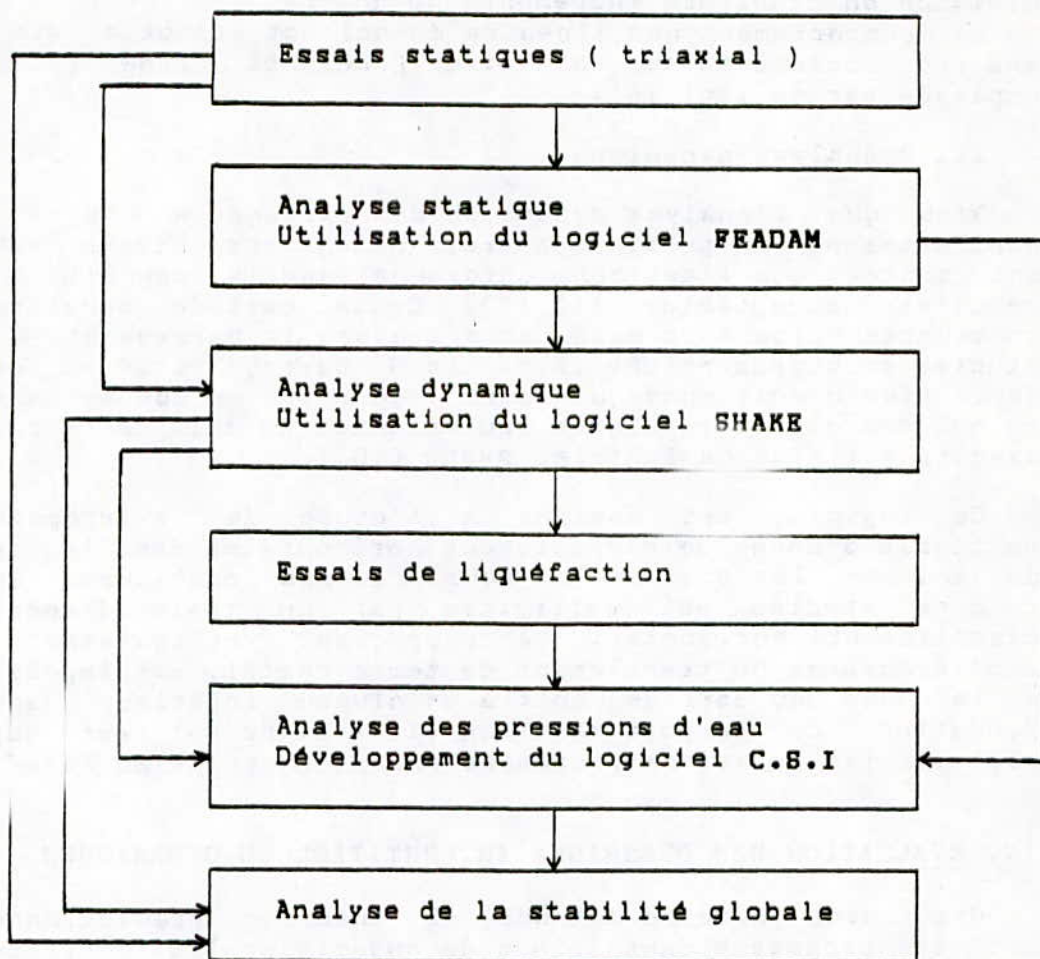 Essais statiques ( triaxial )
Analyse statique
Utilisation du logiciel FEADAM
Analyse dynamique
Utilisation du logiciel SHAKE
Essais de liquéfaction
Analyse des pressions d'eau
Développement du logiciel C.S.I
Analyse de la stabilité globale